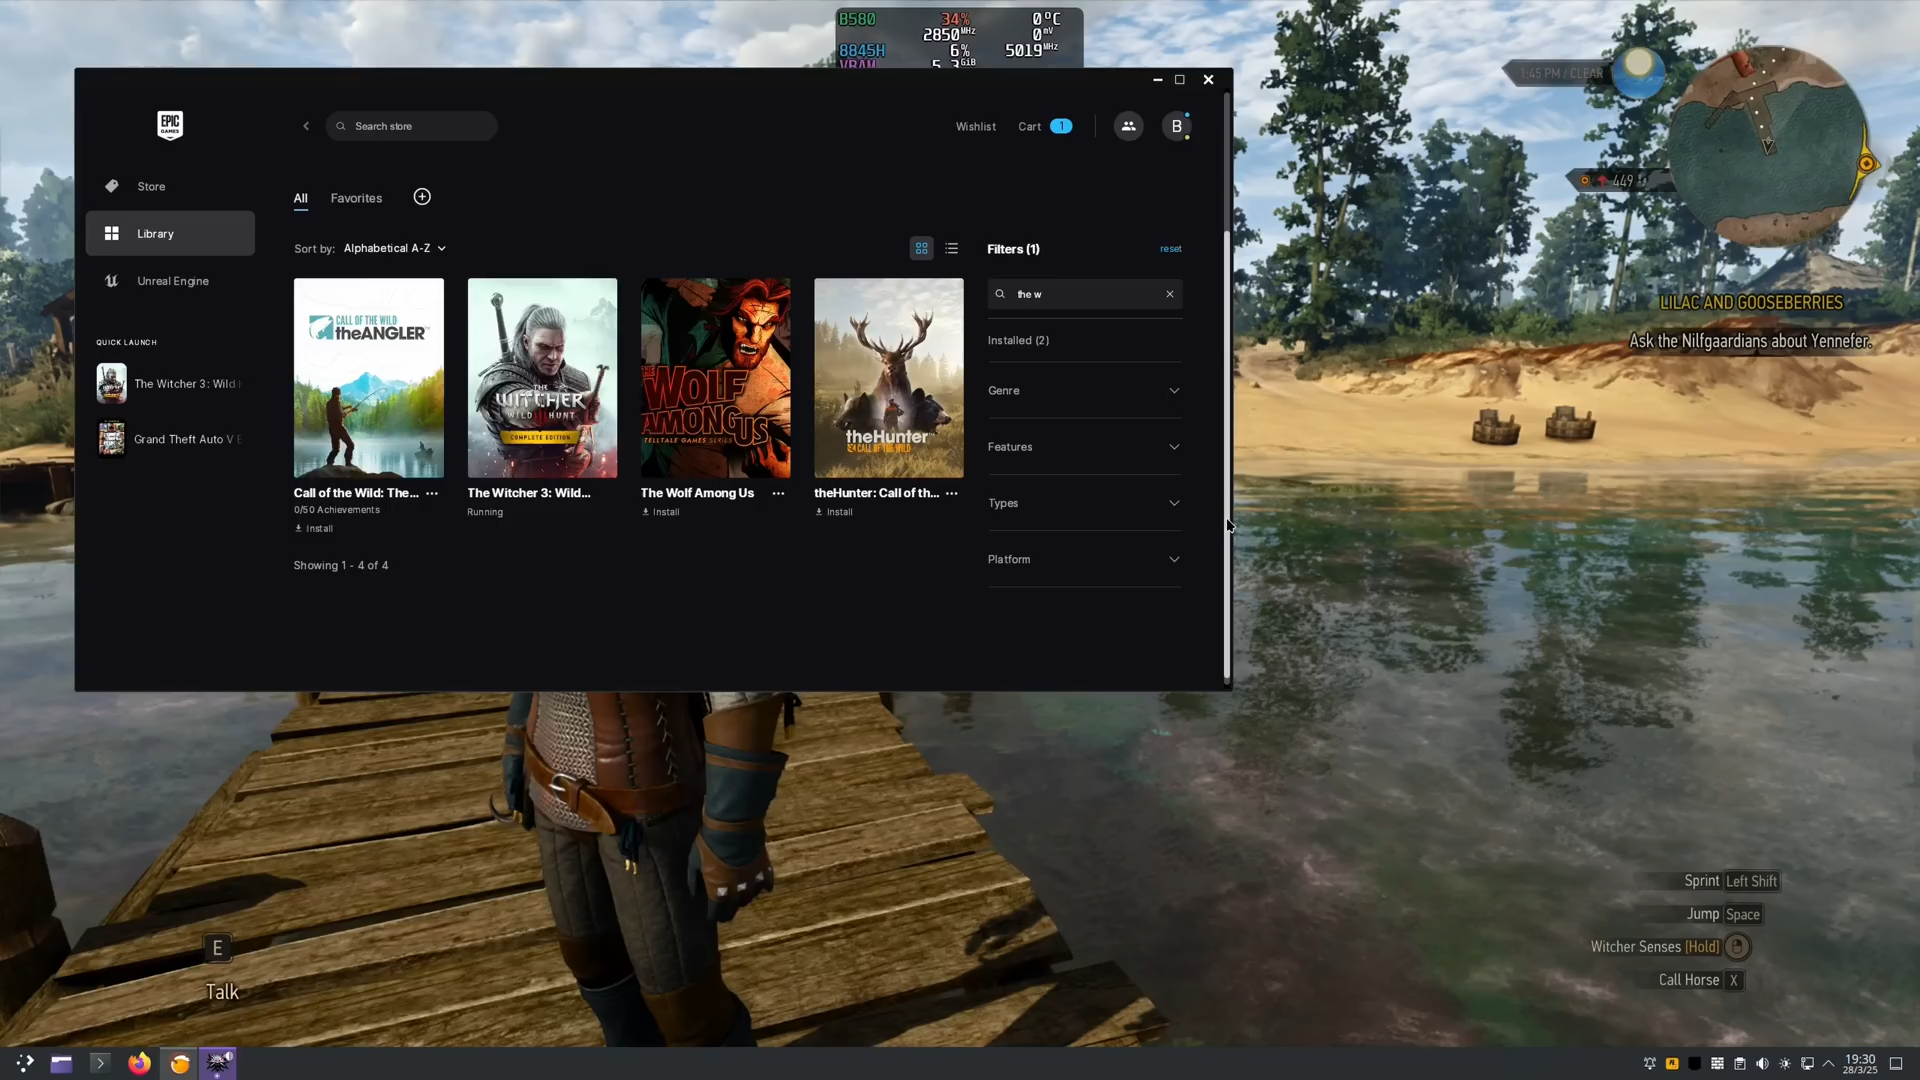 B580 34% 0°C
2850MHz 0mV
8845H 6% 5019MHz
VRAM 5.3GiB
1:45 PM / CLEAR
449
LILAC AND GOOSEBERRIES
Ask the Nilfgaardians about Yennefer.
EPIC GAMES
Search store
Wishlist
Cart 1
B
Store
Library
Unreal Engine
QUICK LAUNCH
The Witcher 3: Wild
Grand Theft Auto V E
All Favorites
Sort by: Alphabetical A-Z
Filters (1) reset
the w
Installed (2)
Genre
Features
Types
Platform
CALL OF THE WILD
theANGLER
THE WITCHER
WILD HUNT
COMPLETE EDITION
THE WOLF AMONG US
TELLTALE GAMES SERIES
theHunter
CALL OF THE WILD
Call of the Wild: The...
0/50 Achievements
Install
The Witcher 3: Wild...
Running
The Wolf Among Us
Install
theHunter: Call of th...
Install
Showing 1 - 4 of 4
Sprint Left Shift
Jump Space
Witcher Senses [Hold]
Call Horse X
E
Talk
19:30
28/3/25